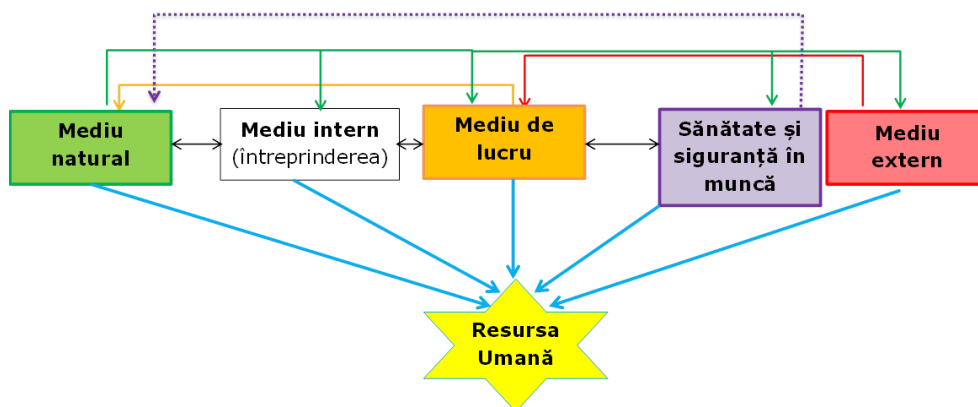 Mediu
natural
Mediu intern
(întreprinderea)
Mediu de
lucru
Sănătate și
siguranță în
muncă
Mediu
extern
Resursa
Umană